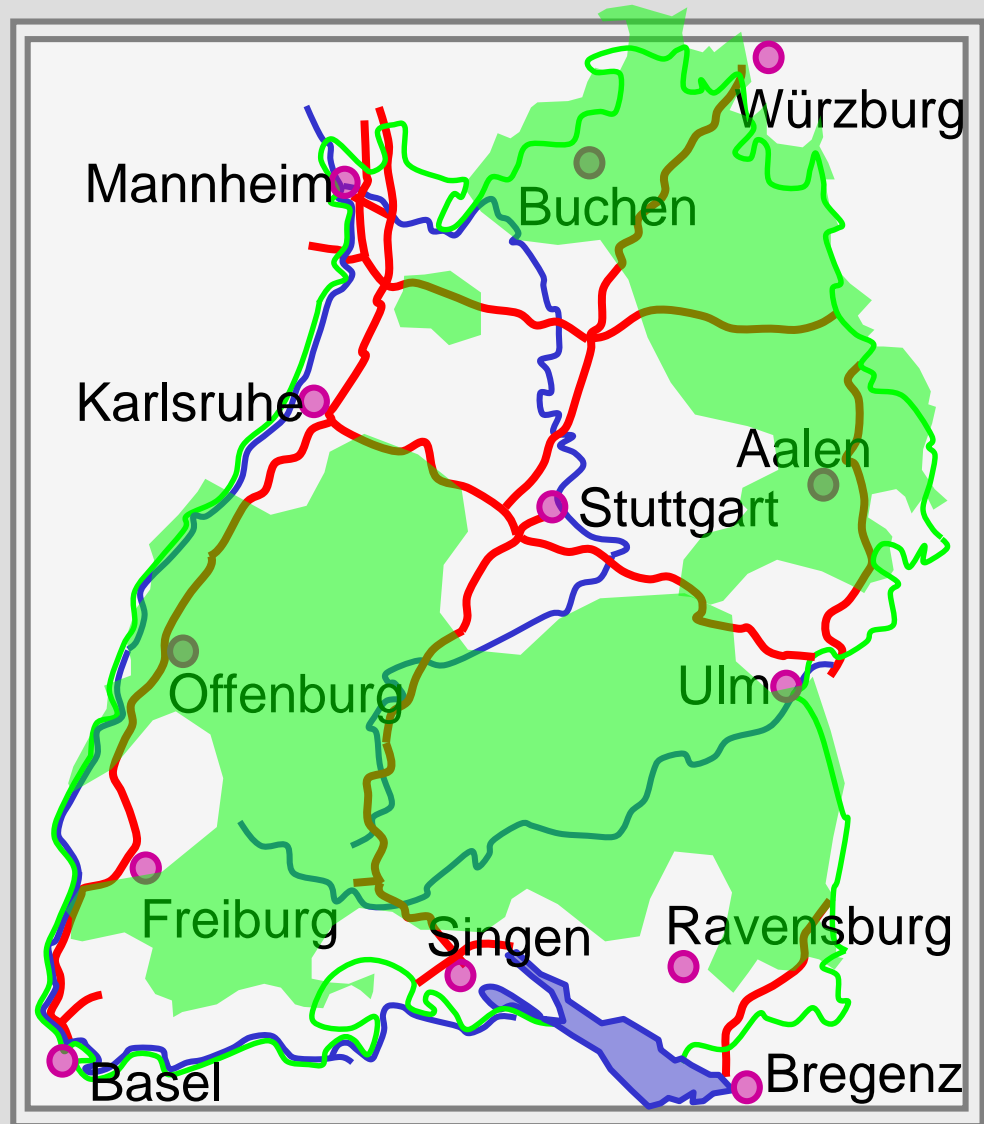 Würzburg
Mannheim
Buchen
Karlsruhe
Aalen
Stuttgart
Offenburg
Ulm
Freiburg
Singen
Ravensburg
Basel
Bregenz